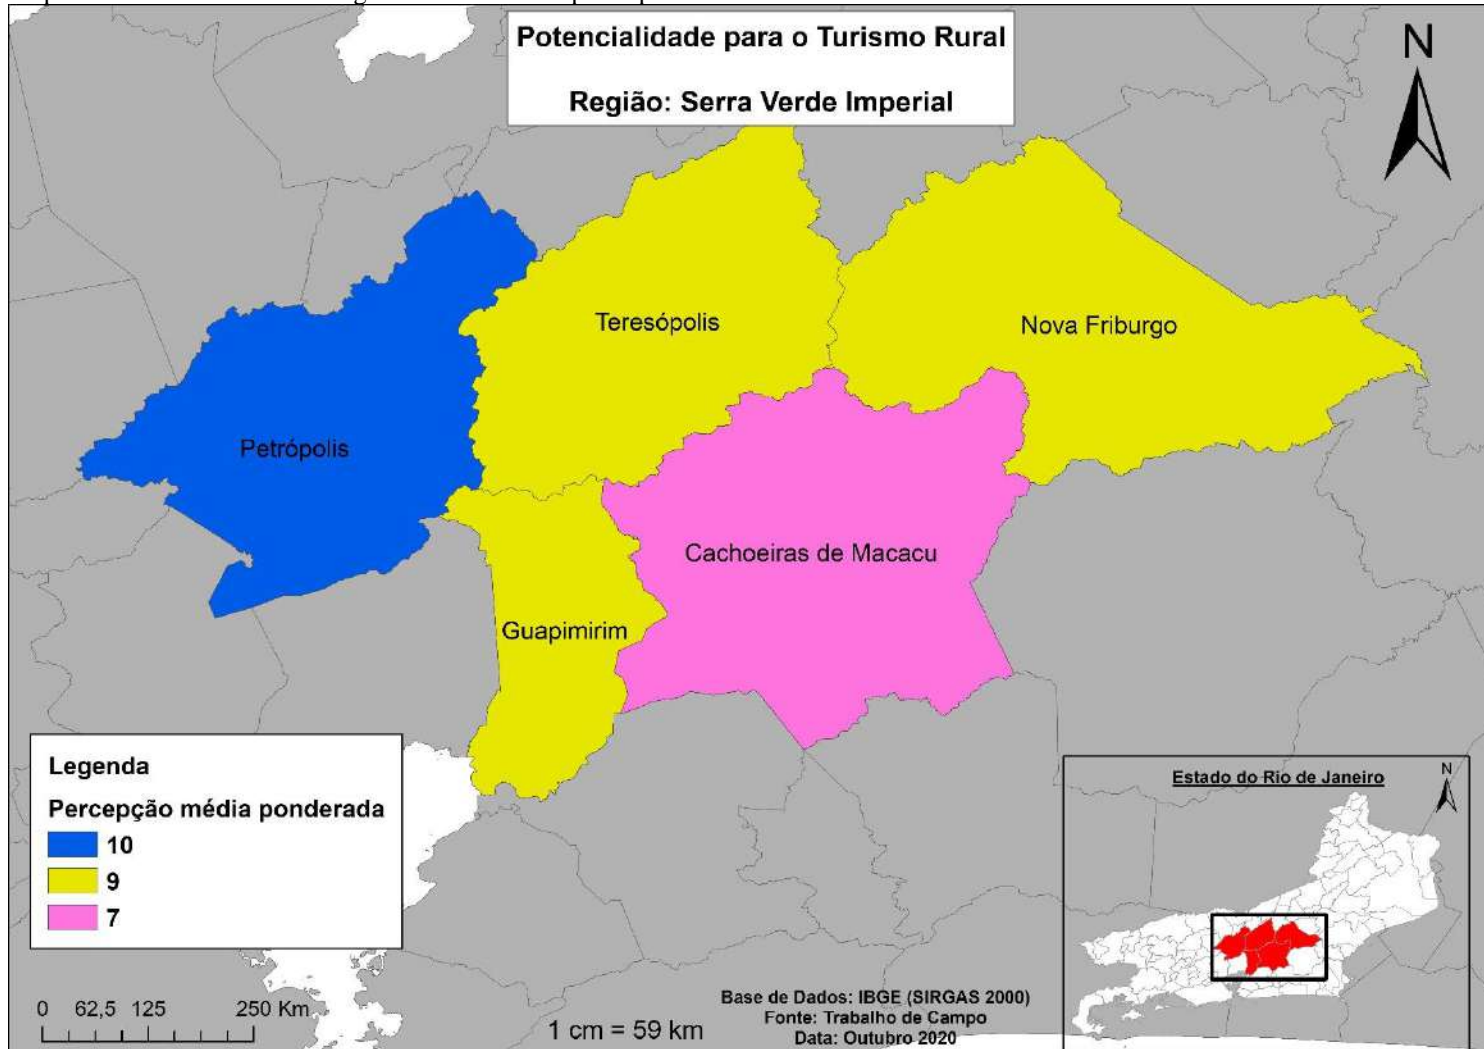 Potencialidade para o Turismo Rural
Região: Serra Verde Imperial
N
Teresópolis
Nova Friburgo
Petrópolis
Cachoeiras de Macacu
Guapimirim
Legenda
Percepção média ponderada
10
9
7
Estado do Rio de Janeiro
N
0 62,5 125 250 Km
1 cm = 59 km
Base de Dados: IBGE (SIRGAS 2000)
Fonte: Trabalho de Campo
Data: Outubro 2020